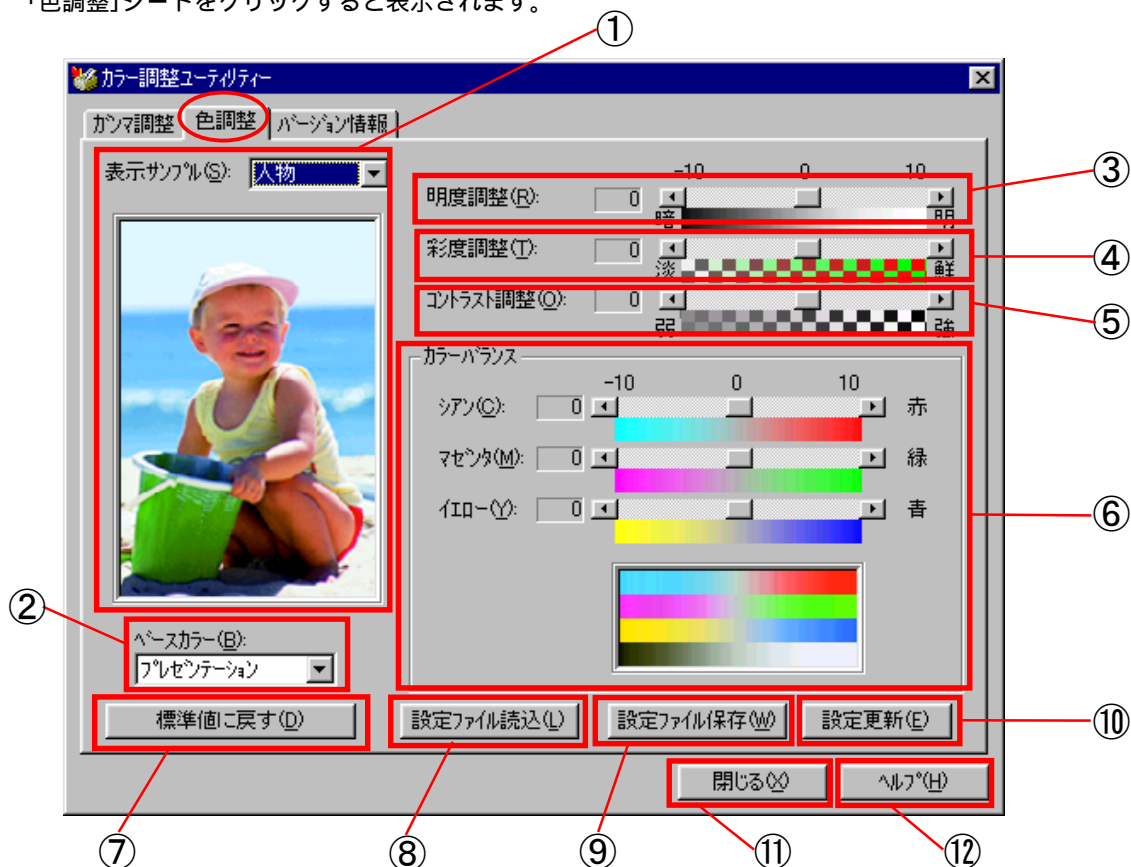 「色調整]シートをクリックすると表示されます。
①
カラー調整ユーティリティー
ガンマ調整 色調整 バージョン情報
表示サンプル(S): 人物
-10 0 10
明度調整(R): 0
暗 明
③
彩度調整(T): 0
淡 鮮
④
コントラスト調整(O): 0
弱 強
⑤
カラーバランス
-10 0 10
シアン(C): 0 赤
マゼンタ(M): 0 緑
イエロー(Y): 0 青
⑥
②
ベースカラー(B):
プレゼンテーション
標準値に戻す(D) 設定ファイル読込(L) 設定ファイル保存(W) 設定更新(E)
⑩
閉じる(X) ヘルプ(H)
⑦ ⑧ ⑨ ⑪ ⑫